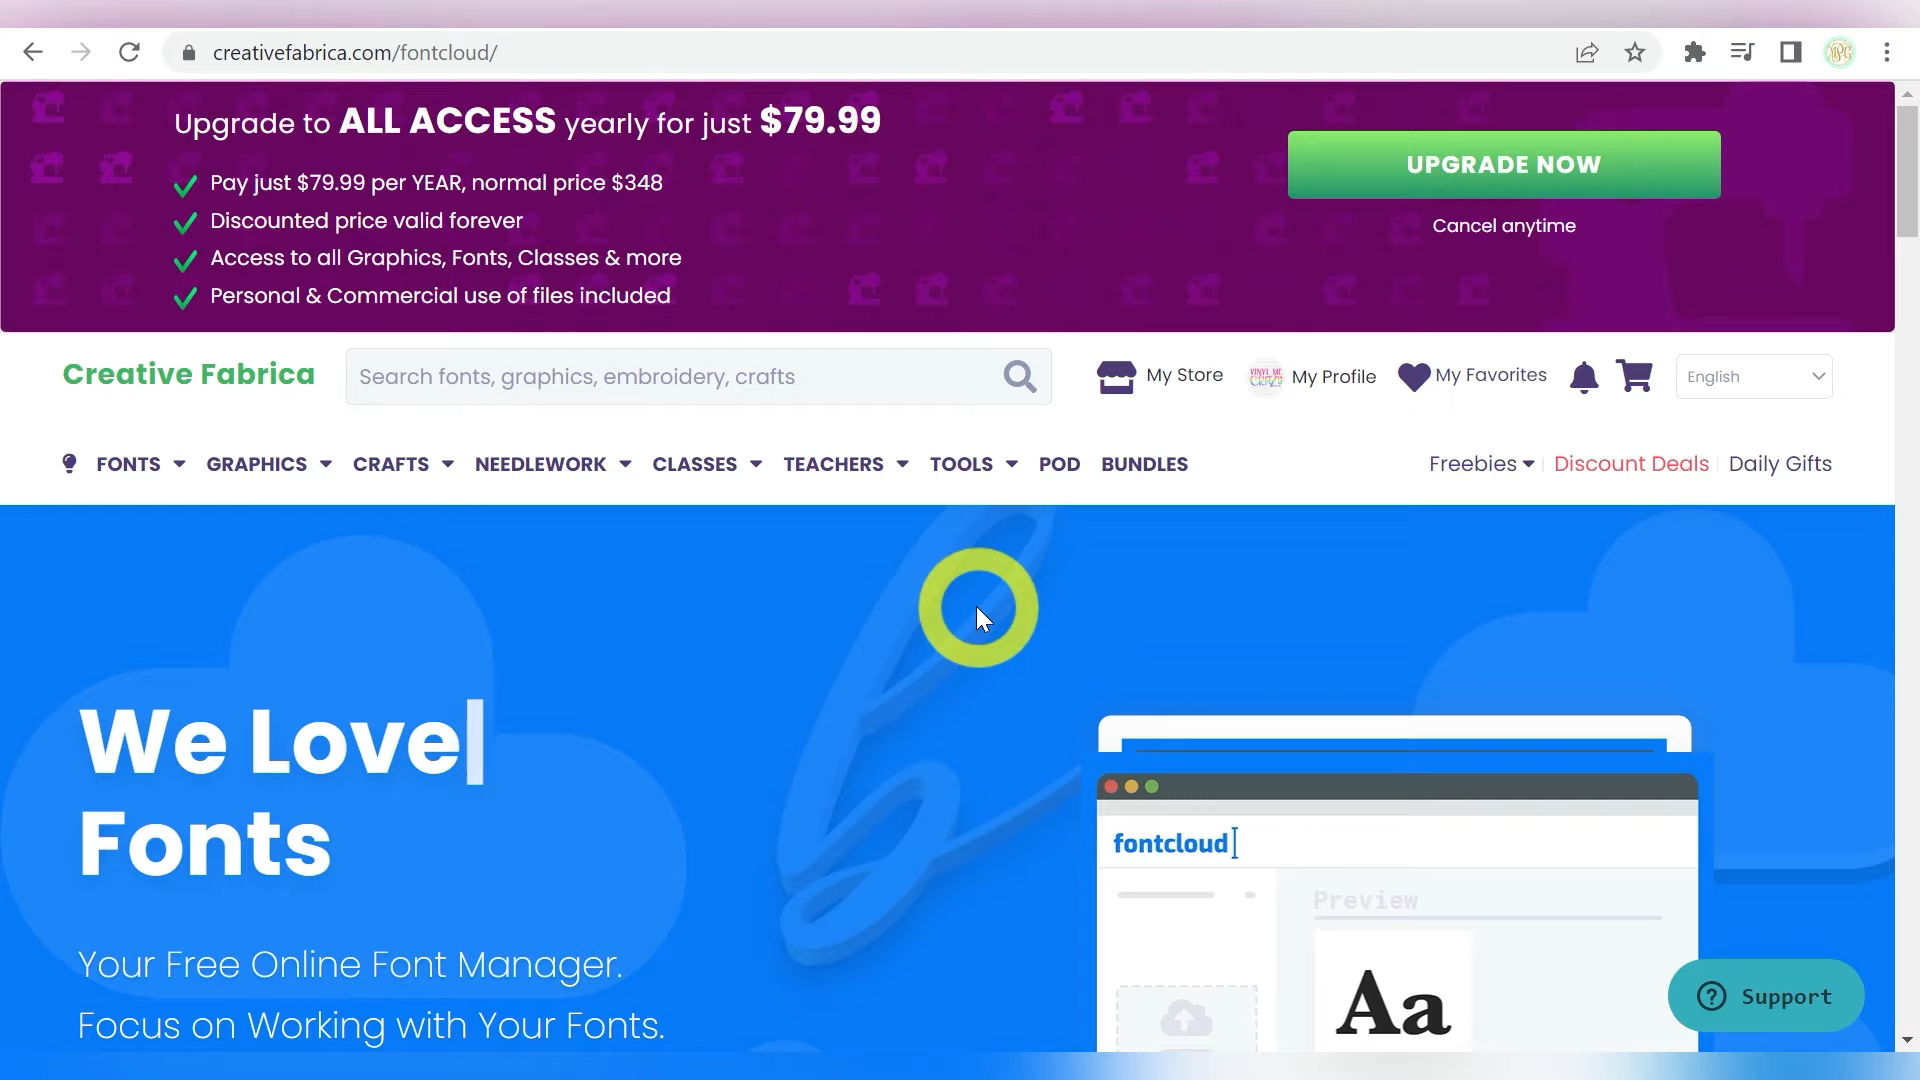 creativefabrica.com/fontcloud/
Upgrade to ALL ACCESS yearly for just $79.99
Pay just $79.99 per YEAR, normal price $348
Discounted price valid forever
Access to all Graphics, Fonts, Classes & more
Personal & Commercial use of files included
UPGRADE NOW
Cancel anytime
Creative Fabrica
Search fonts, graphics, embroidery, crafts
My Store
VINYL ME
CRAZY
My Profile
My Favorites
English
FONTS GRAPHICS CRAFTS NEEDLEWORK CLASSES TEACHERS TOOLS POD BUNDLES
Freebies Discount Deals Daily Gifts
We Love
Fonts
Your Free Online Font Manager.
Focus on Working with Your Fonts.
fontcloud
Preview
Aa
Support